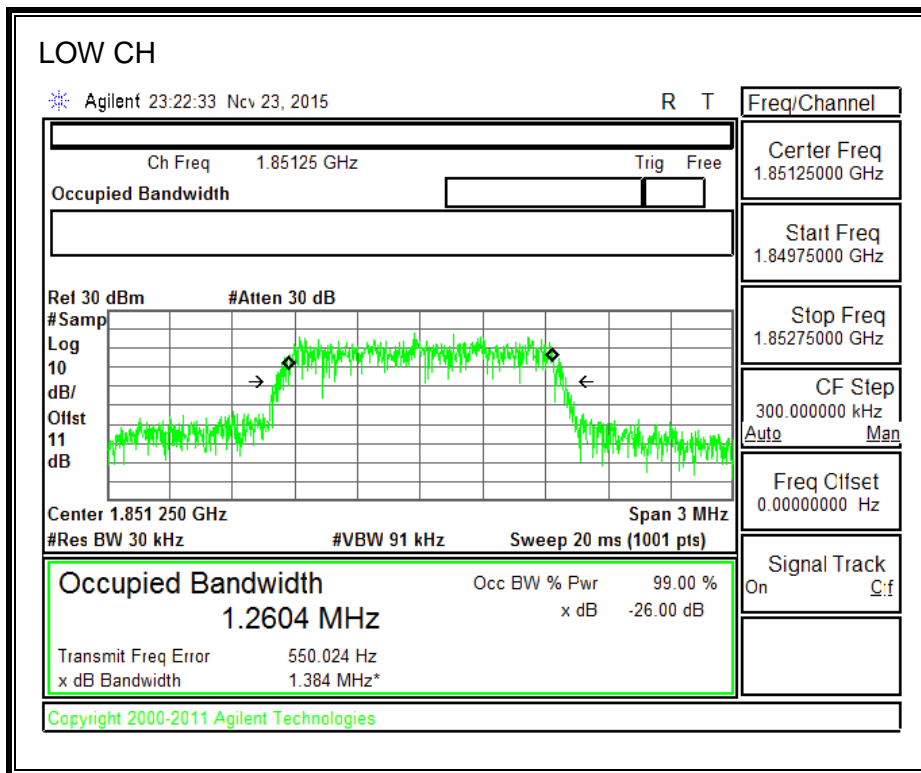 LOW CH
Agilent 23:22:33 Nov 23, 2015 R T
Freq/Channel
Ch Freq 1.85125 GHz Trig Free
Occupied Bandwidth
Center Freq
1.85125000 GHz
Start Freq
1.84975000 GHz
Stop Freq
1.85275000 GHz
CF Step
300.000000 kHz
Auto Man
Freq Offset
0.00000000 Hz
Signal Track
On Off
Ref 30 dBm #Atten 30 dB
#Samp
Log
10
dB/
Offst
11
dB
Center 1.851 250 GHz Span 3 MHz
#Res BW 30 kHz #VBW 91 kHz Sweep 20 ms (1001 pts)
Occupied Bandwidth Occ BW % Pwr 99.00 %
1.2604 MHz x dB -26.00 dB
Transmit Freq Error 550.024 Hz
x dB Bandwidth 1.384 MHz*
Copyright 2000-2011 Agilent Technologies